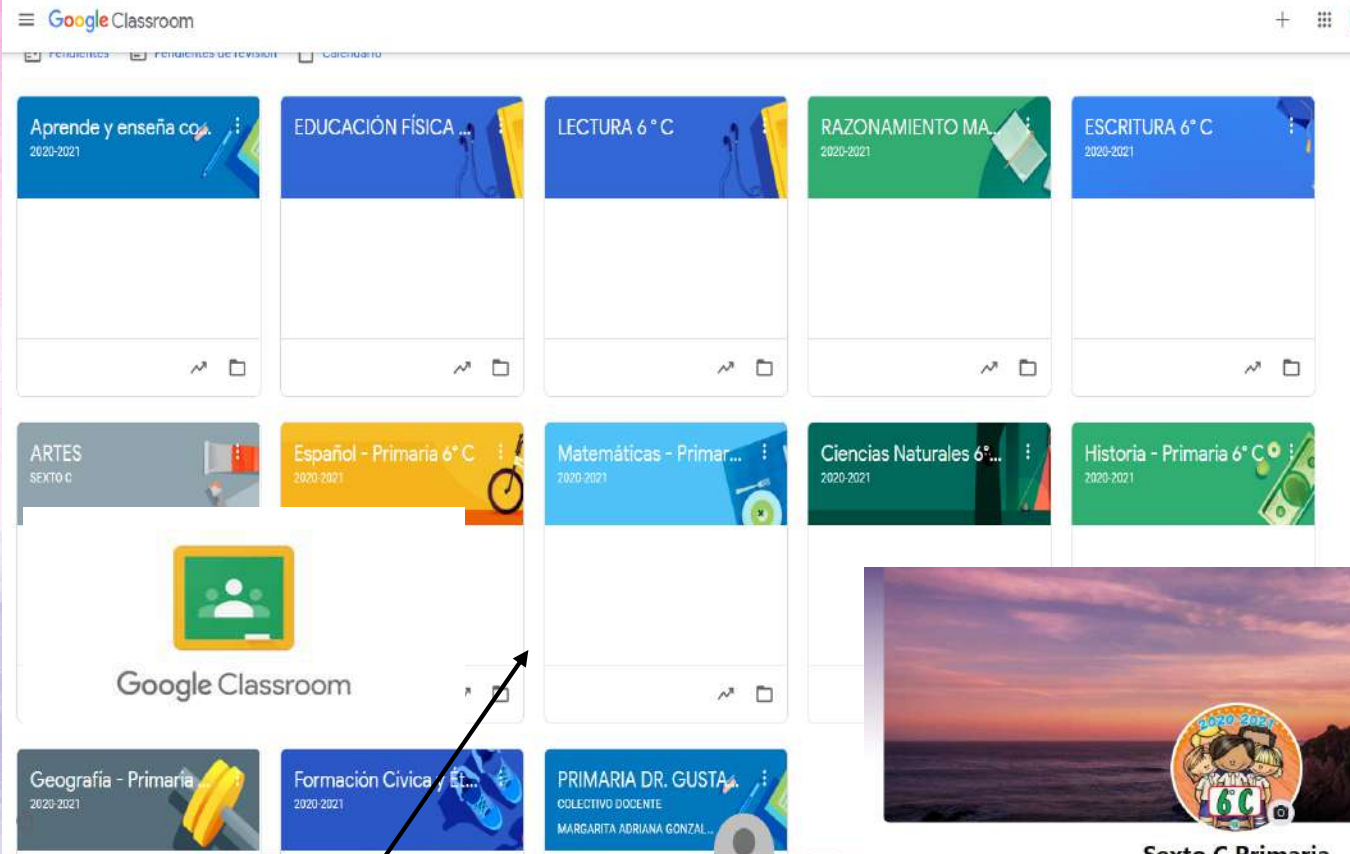 Google Classroom
Pendientes Pendientes de revisión Calendario
Aprende y enseña co...
2020-2021
EDUCACIÓN FÍSICA ...
LECTURA 6 ° C
RAZONAMIENTO MA...
2020-2021
ESCRITURA 6° C
2020-2021
ARTES
SEXTO C
Español - Primaria 6° C
2020-2021
Matemáticas - Primar...
2020-2021
Ciencias Naturales 6°...
2020-2021
Historia - Primaria 6° C
2020-2021
Google Classroom
2020-2021
6° C
Geografía - Primaria ...
2020-2021
Formación Cívica y Ét...
2020-2021
PRIMARIA DR. GUSTA...
COLECTIVO DOCENTE
MARGARITA ADRIANA GONZAL...
Sexto C Primaria